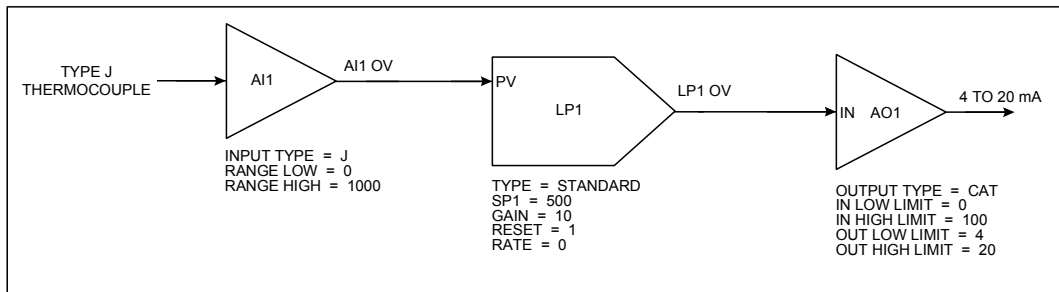 TYPE J
THERMOCOUPLE
AI1
AI1 OV
INPUT TYPE = J
RANGE LOW = 0
RANGE HIGH = 1000
PV
LP1
LP1 OV
TYPE = STANDARD
SP1 = 500
GAIN = 10
RESET = 1
RATE = 0
IN AO1
4 TO 20 mA
OUTPUT TYPE = CAT
IN LOW LIMIT = 0
IN HIGH LIMIT = 100
OUT LOW LIMIT = 4
OUT HIGH LIMIT = 20